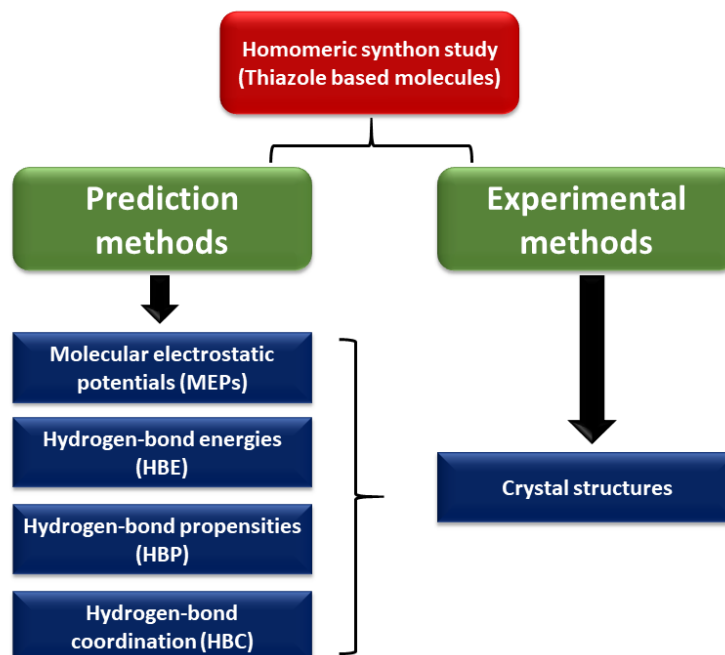 Homomeric synthon study
(Thiazole based molecules)
Prediction
methods
Experimental
methods
Molecular electrostatic
potentials (MEPs)
Hydrogen-bond energies
(HBE)
Hydrogen-bond propensities
(HBP)
Hydrogen-bond
coordination (HBC)
Crystal structures